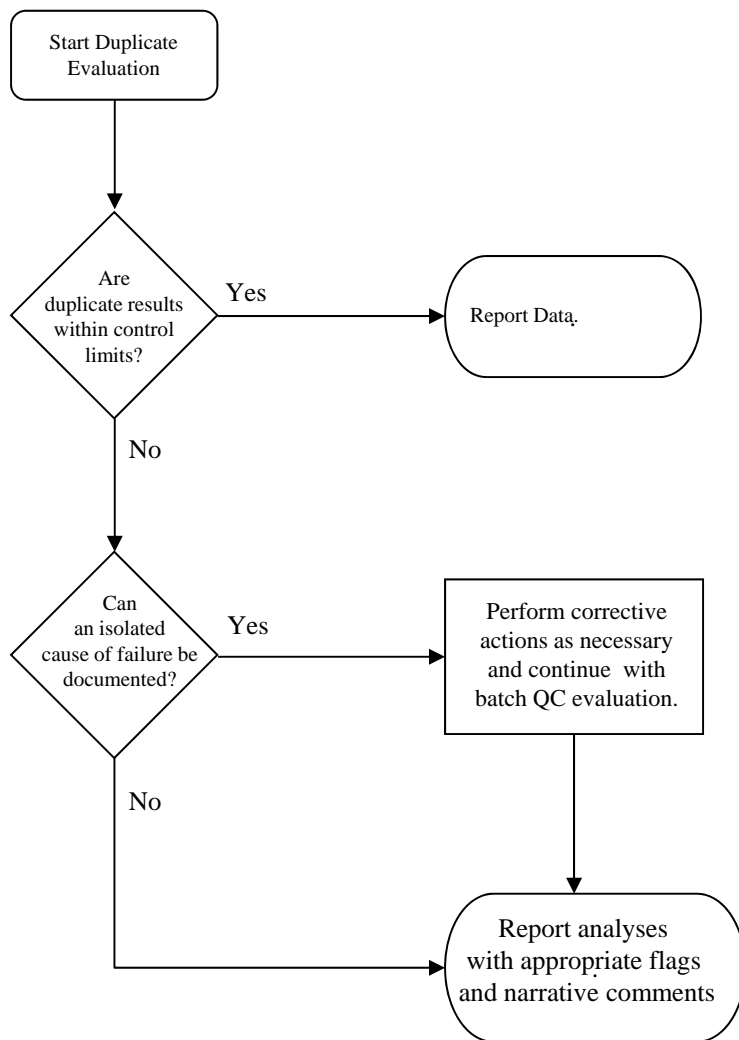 Start Duplicate
Evaluation
Are
duplicate results
within control
limits?
Yes
Report Data.
No
Can
an isolated
cause of failure be
documented?
Yes
Perform corrective
actions as necessary
and continue with
batch QC evaluation.
No
Report analyses
with appropriate flags
and narrative comments